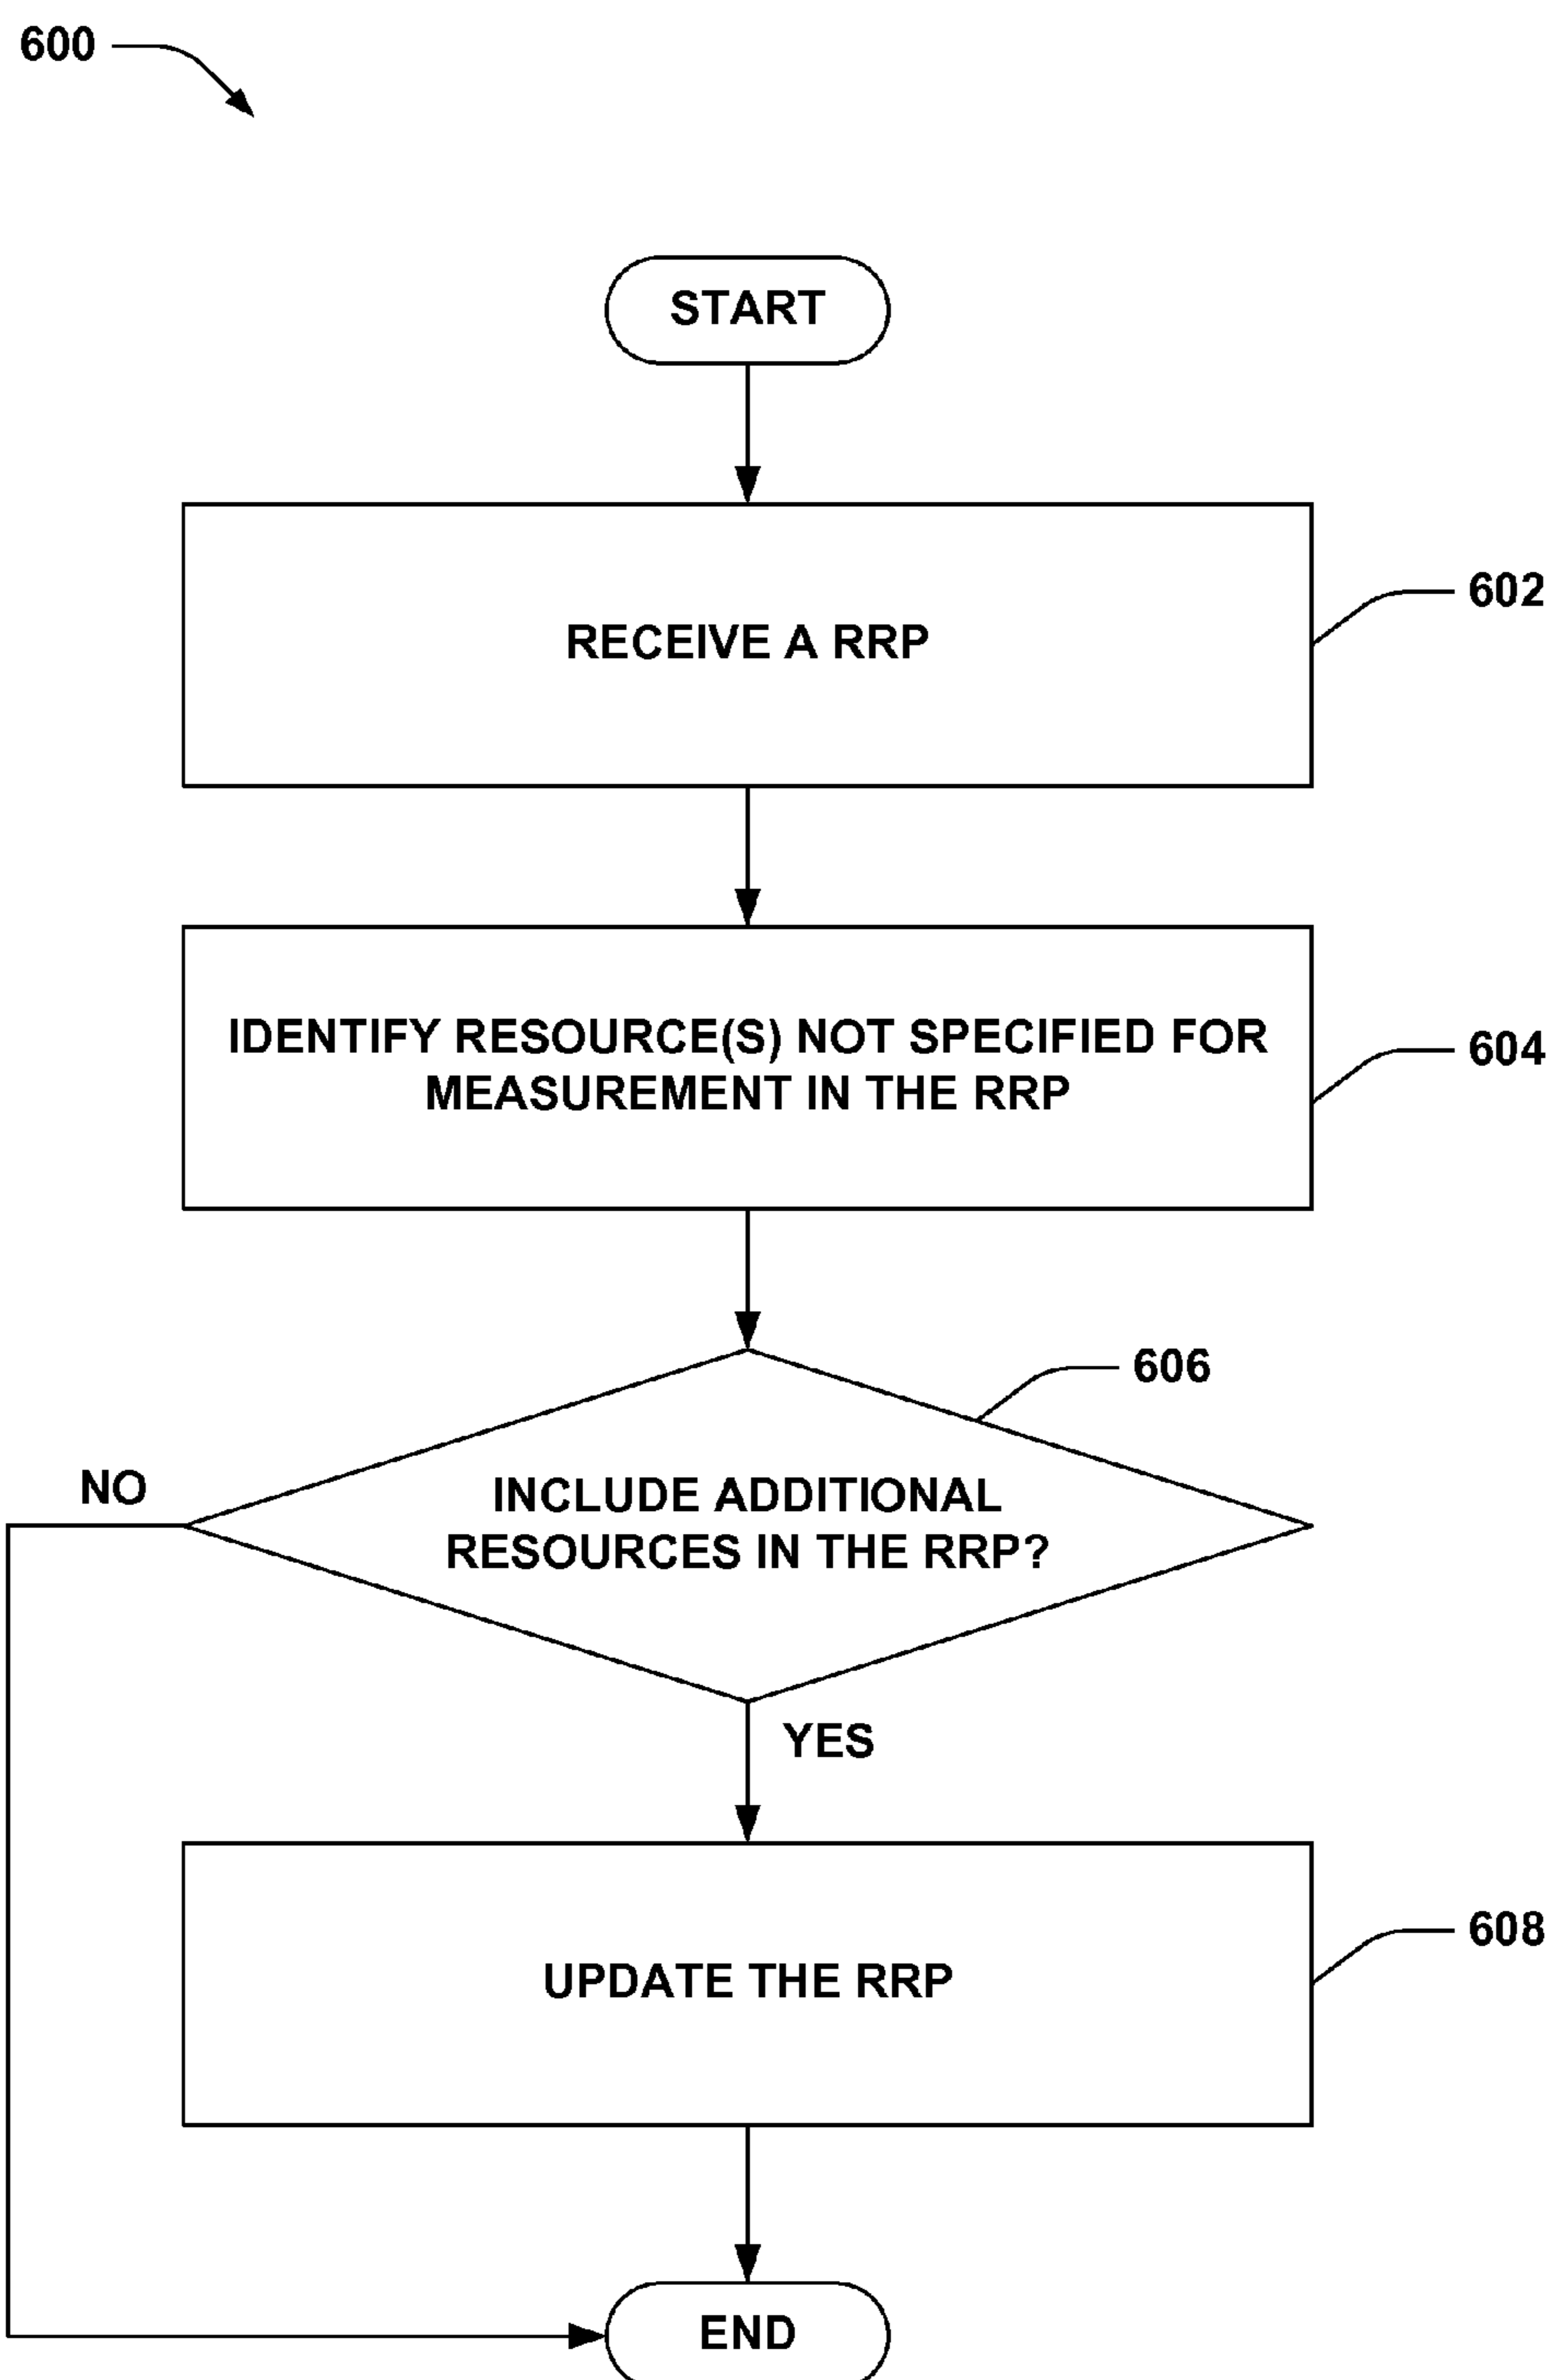 600
START
RECEIVE A RRP
602
IDENTIFY RESOURCE(S) NOT SPECIFIED FOR
MEASUREMENT IN THE RRP
604
606
INCLUDE ADDITIONAL
RESOURCES IN THE RRP?
NO
YES
UPDATE THE RRP
608
END